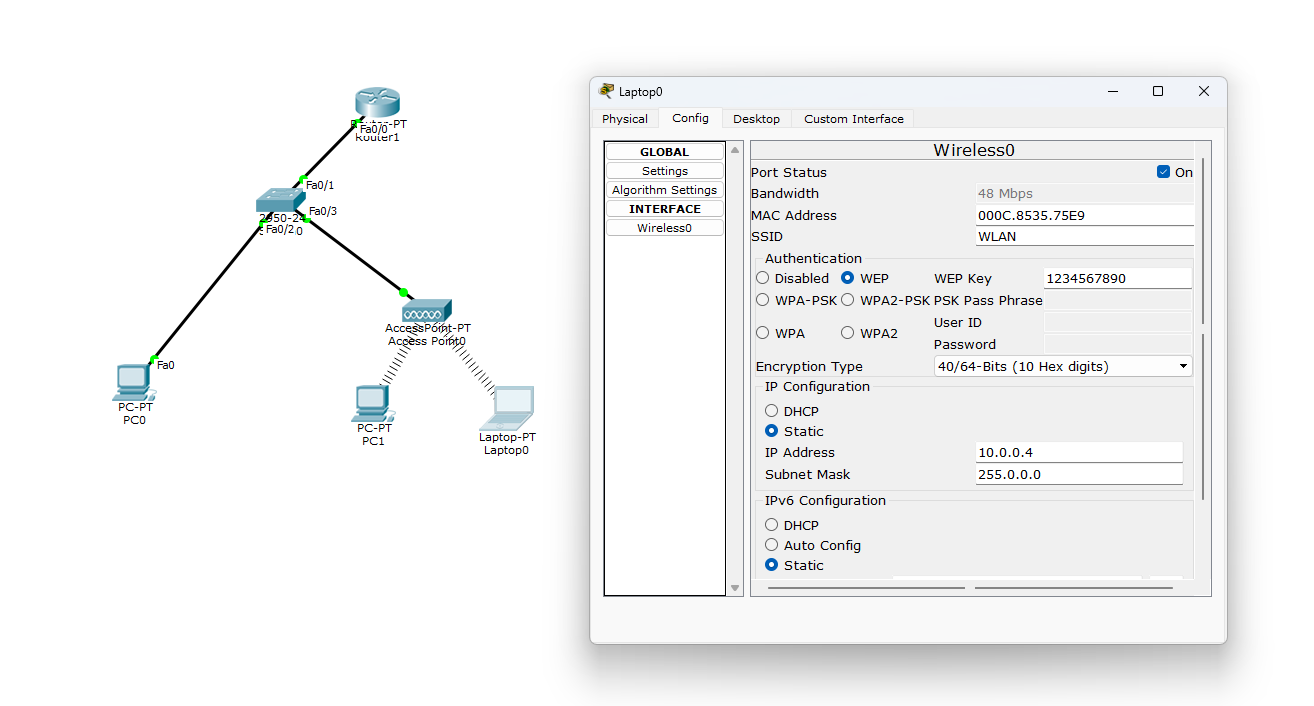 Router-PT
Fa0/0
Router1
Fa0/1
Fa0/3
2950-24
Fa0/2
AccessPoint-PT
Access Point0
Fa0
PC-PT
PC0
PC-PT
PC1
Laptop-PT
Laptop0
Laptop0
Physical Config Desktop Custom Interface
GLOBAL
Settings
Algorithm Settings
INTERFACE
Wireless0
Wireless0
Port Status On
Bandwidth 48 Mbps
MAC Address 000C.8535.75E9
SSID WLAN
Authentication
Disabled WEP WEP Key 1234567890
WPA-PSK WPA2-PSK PSK Pass Phrase
User ID
WPA WPA2
Password
Encryption Type 40/64-Bits (10 Hex digits)
IP Configuration
DHCP
Static
IP Address 10.0.0.4
Subnet Mask 255.0.0.0
IPv6 Configuration
DHCP
Auto Config
Static